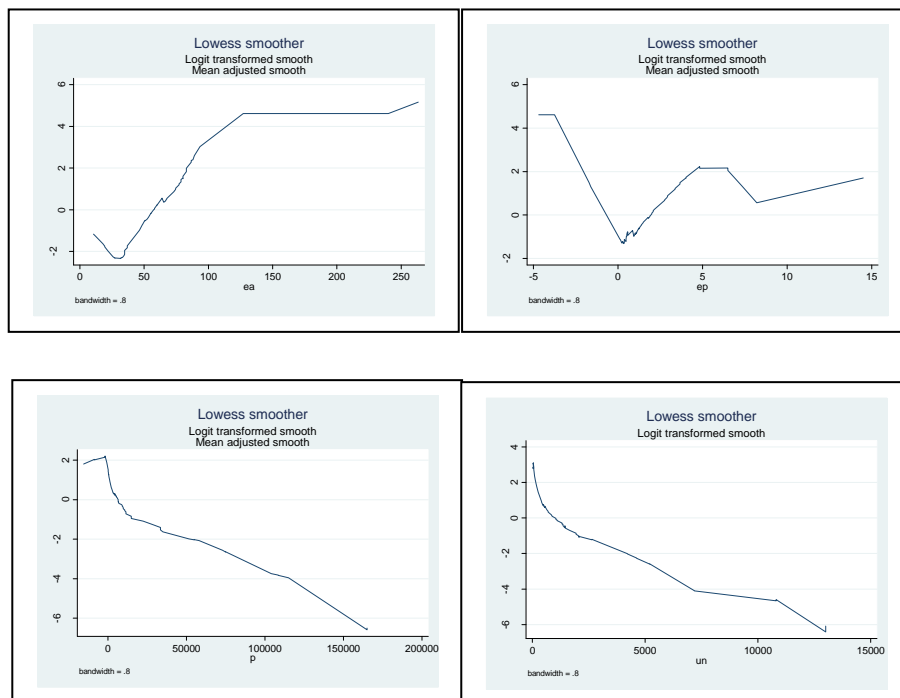 Lowess smoother
Logit transformed smooth
Mean adjusted smooth
6
4
2
0
-2
0 50 100 150 200 250
ea
bandwidth = .8
Lowess smoother
Logit transformed smooth
Mean adjusted smooth
6
4
2
0
-2
-5 0 5 10 15
ep
bandwidth = .8
Lowess smoother
Logit transformed smooth
Mean adjusted smooth
2
0
-2
-4
-6
0 50000 100000 150000 200000
p
bandwidth = .8
Lowess smoother
Logit transformed smooth
4
2
0
-2
-4
-6
0 5000 10000 15000
un
bandwidth = .8